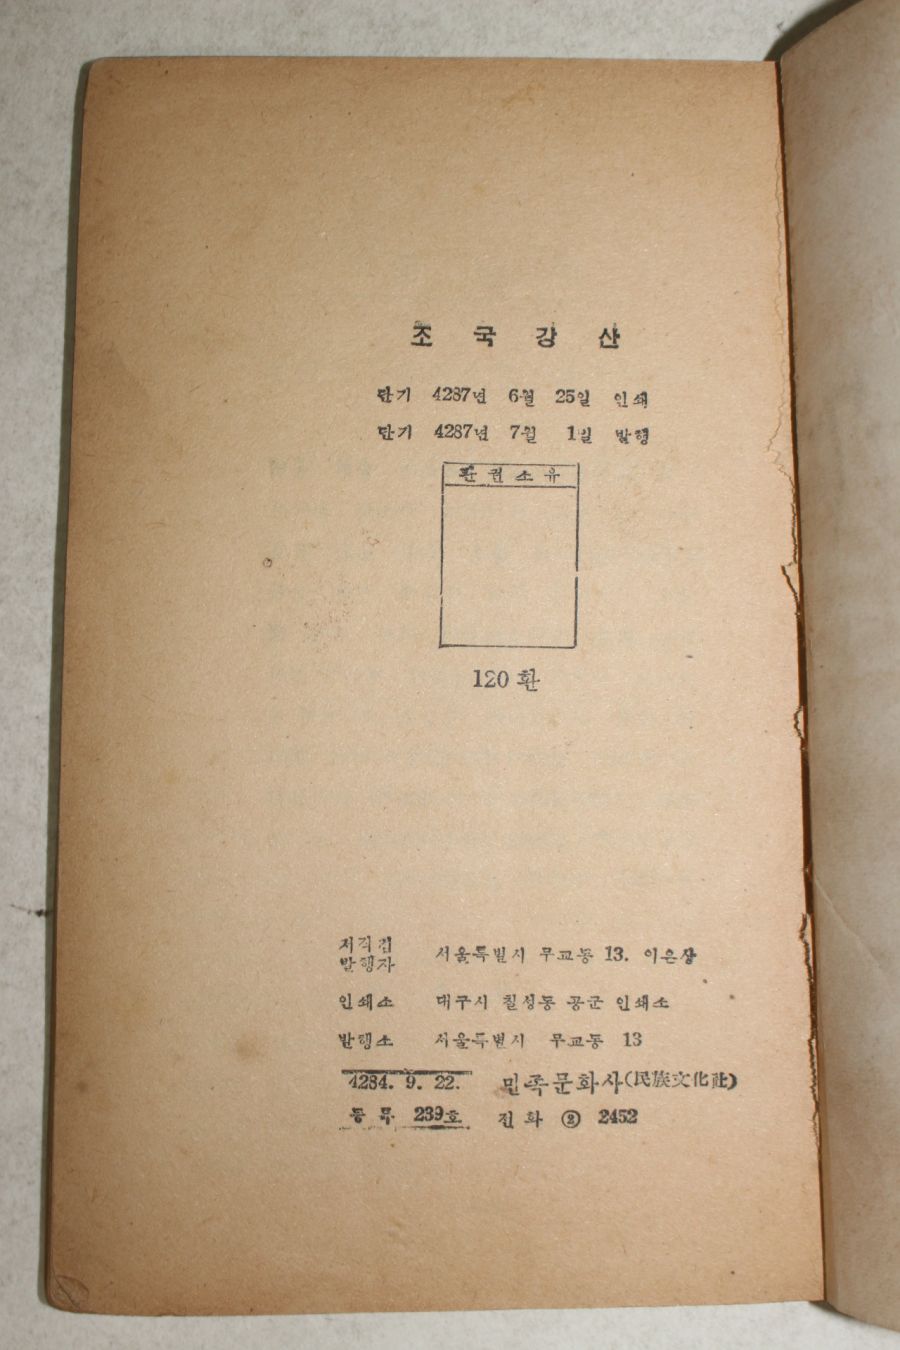 조국강산
단기 4287년 6월 25일 인쇄
단기 4287년 7월 1일 발행
판권소유
120환
저작겸
발행자 서울특별시 무교동 13. 이은상
인쇄소 대구시 칠성동 공군 인쇄소
발행소 서울특별시 무교동 13
4284. 9. 22. 민족문화사(民族文化社)
등록 239호 전화 ② 2452